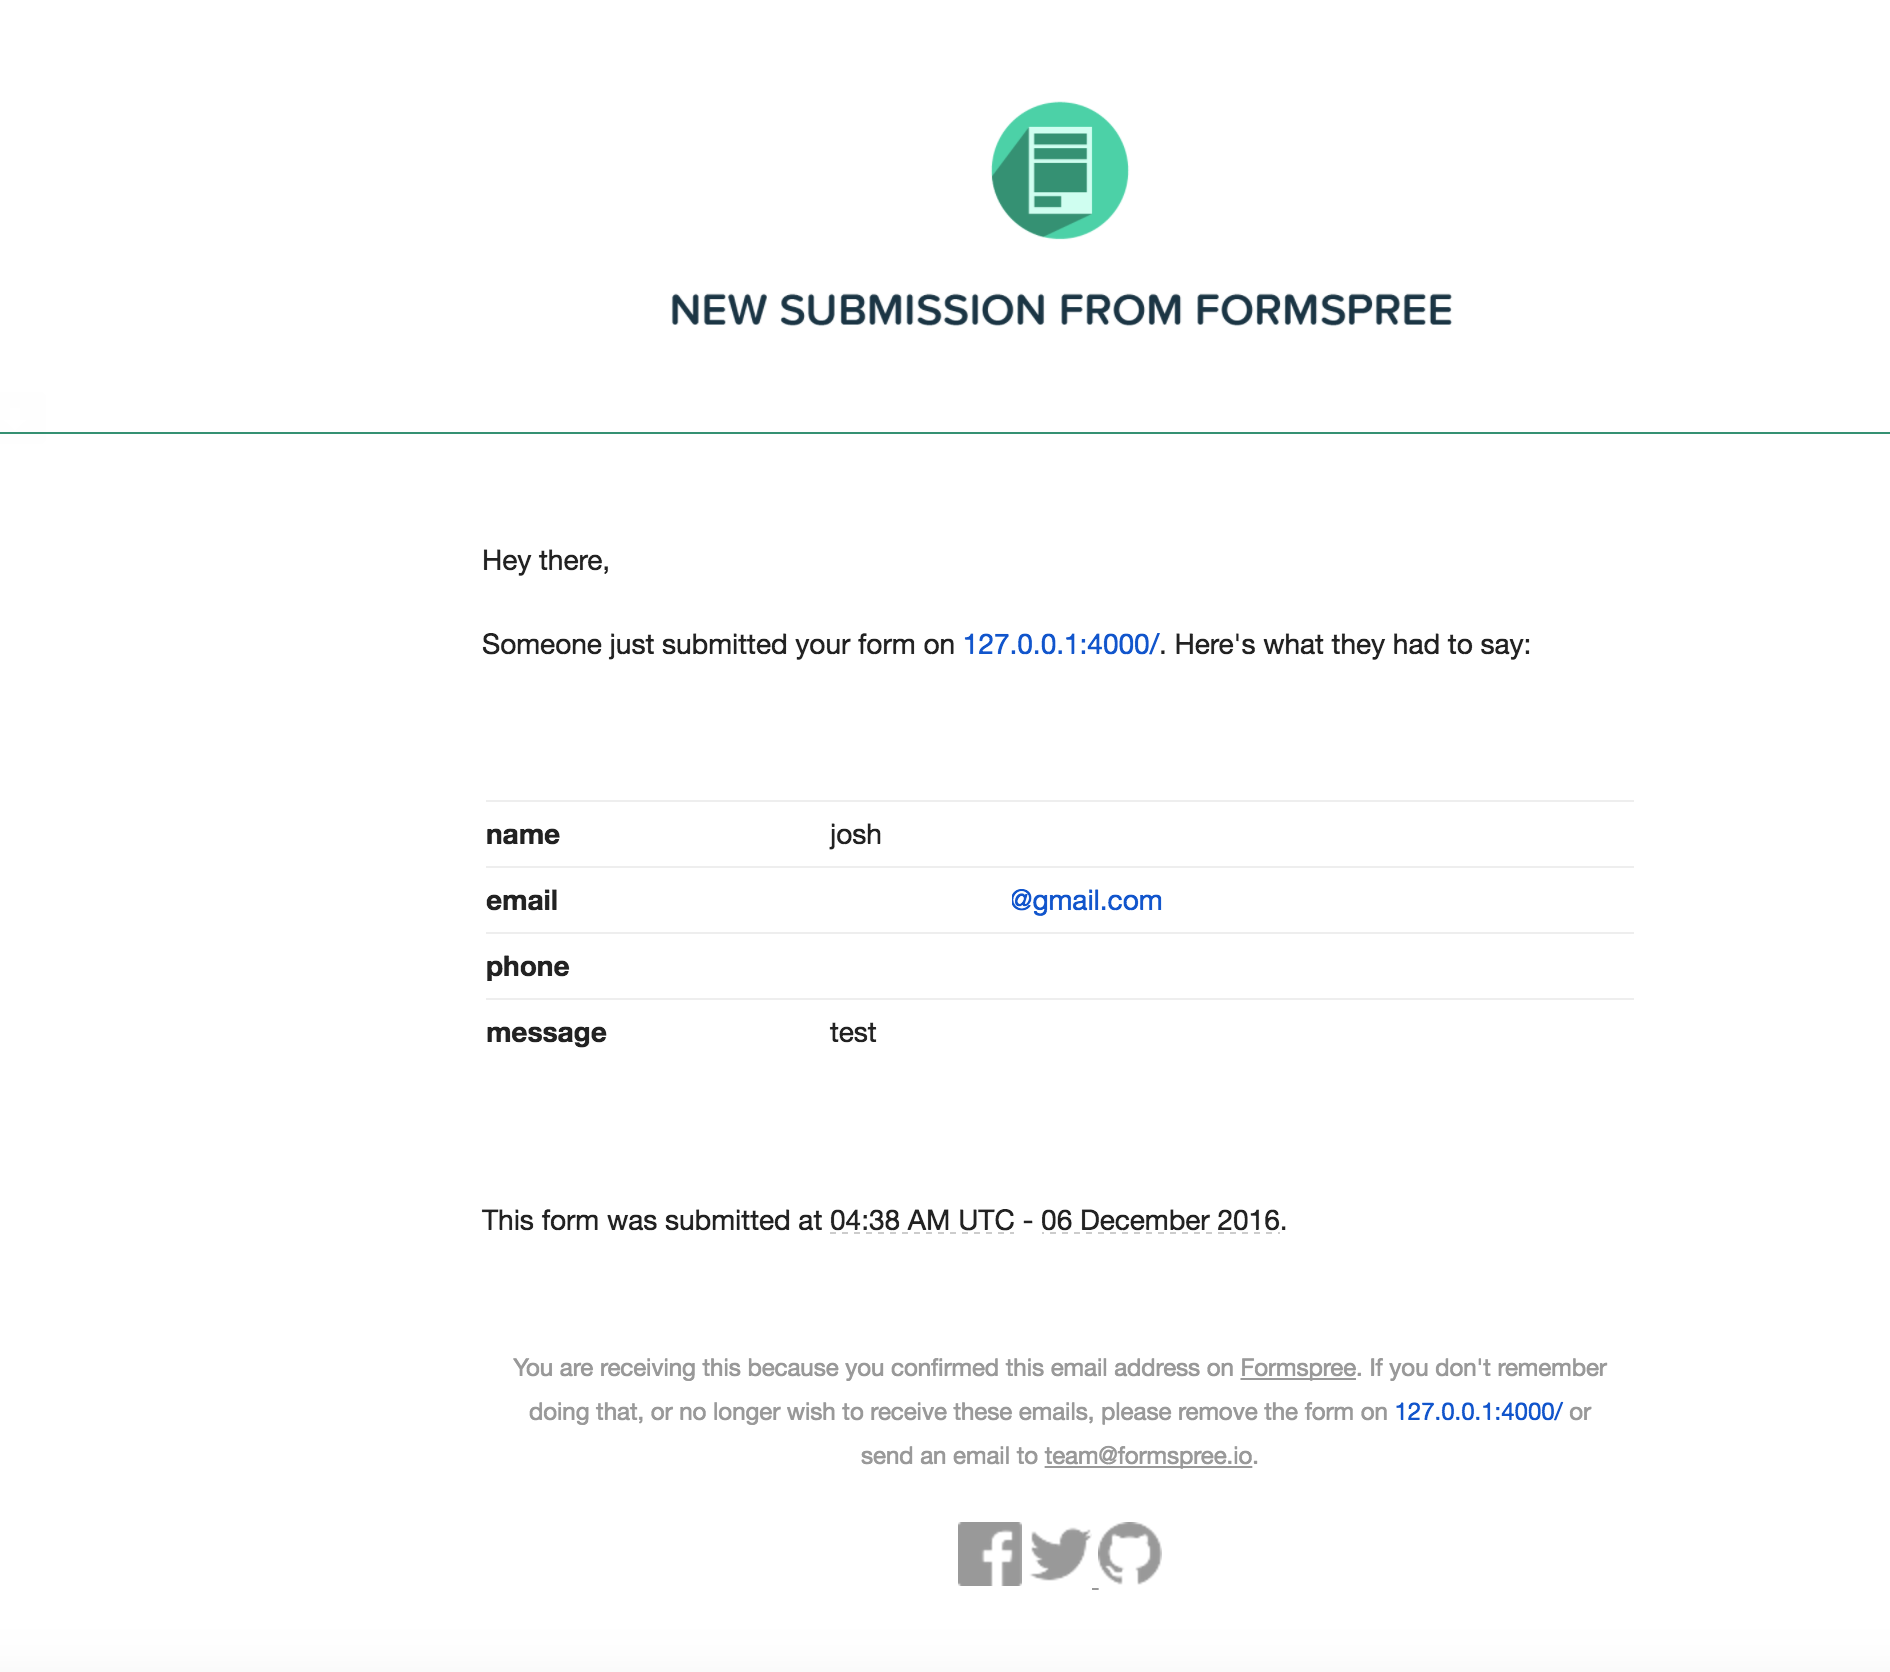 NEW SUBMISSION FROM FORMSPREE
Hey there,
Someone just submitted your form on 127.0.0.1:4000/. Here's what they had to say:
name josh
email @gmail.com
phone
message test
This form was submitted at 04:38 AM UTC - 06 December 2016.
You are receiving this because you confirmed this email address on Formspree. If you don't remember
doing that, or no longer wish to receive these emails, please remove the form on 127.0.0.1:4000/ or
send an email to team@formspree.io.